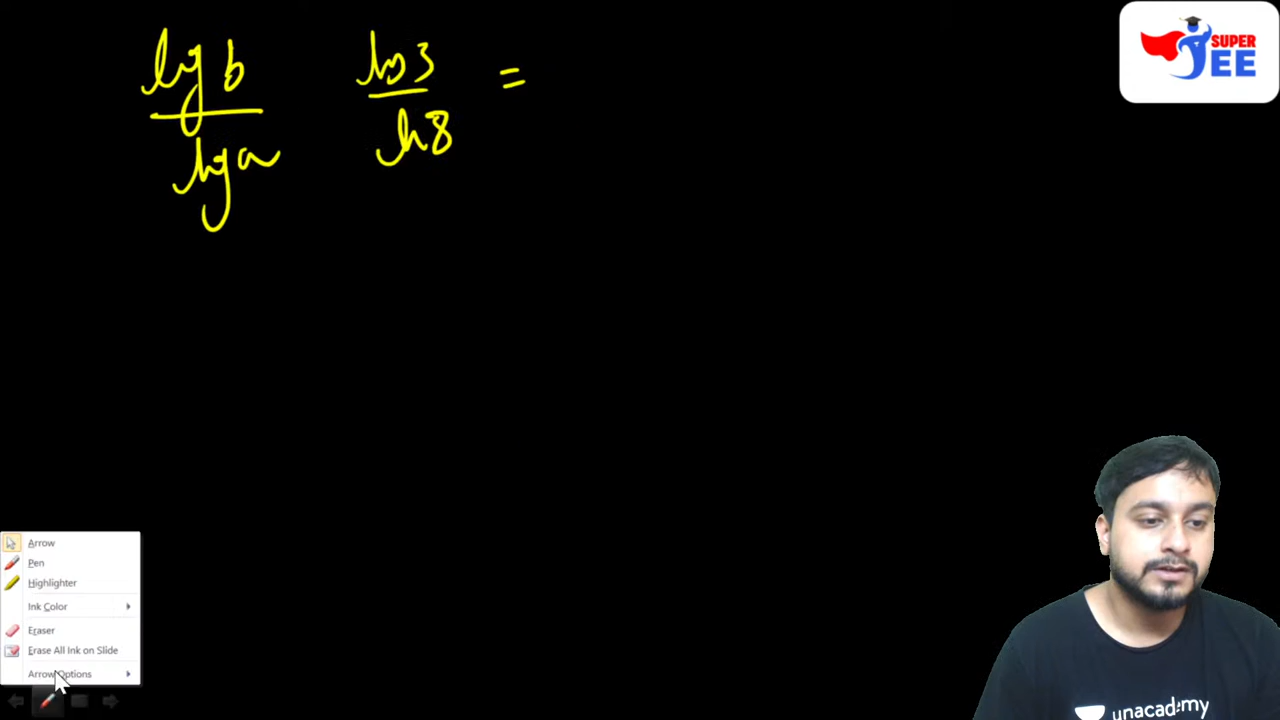 log b
log a
log 3 =
ln 8
SUPER
JEE
Arrow
Pen
Highlighter
Ink Color
Eraser
Erase All Ink on Slide
Arrow Options
unacademy